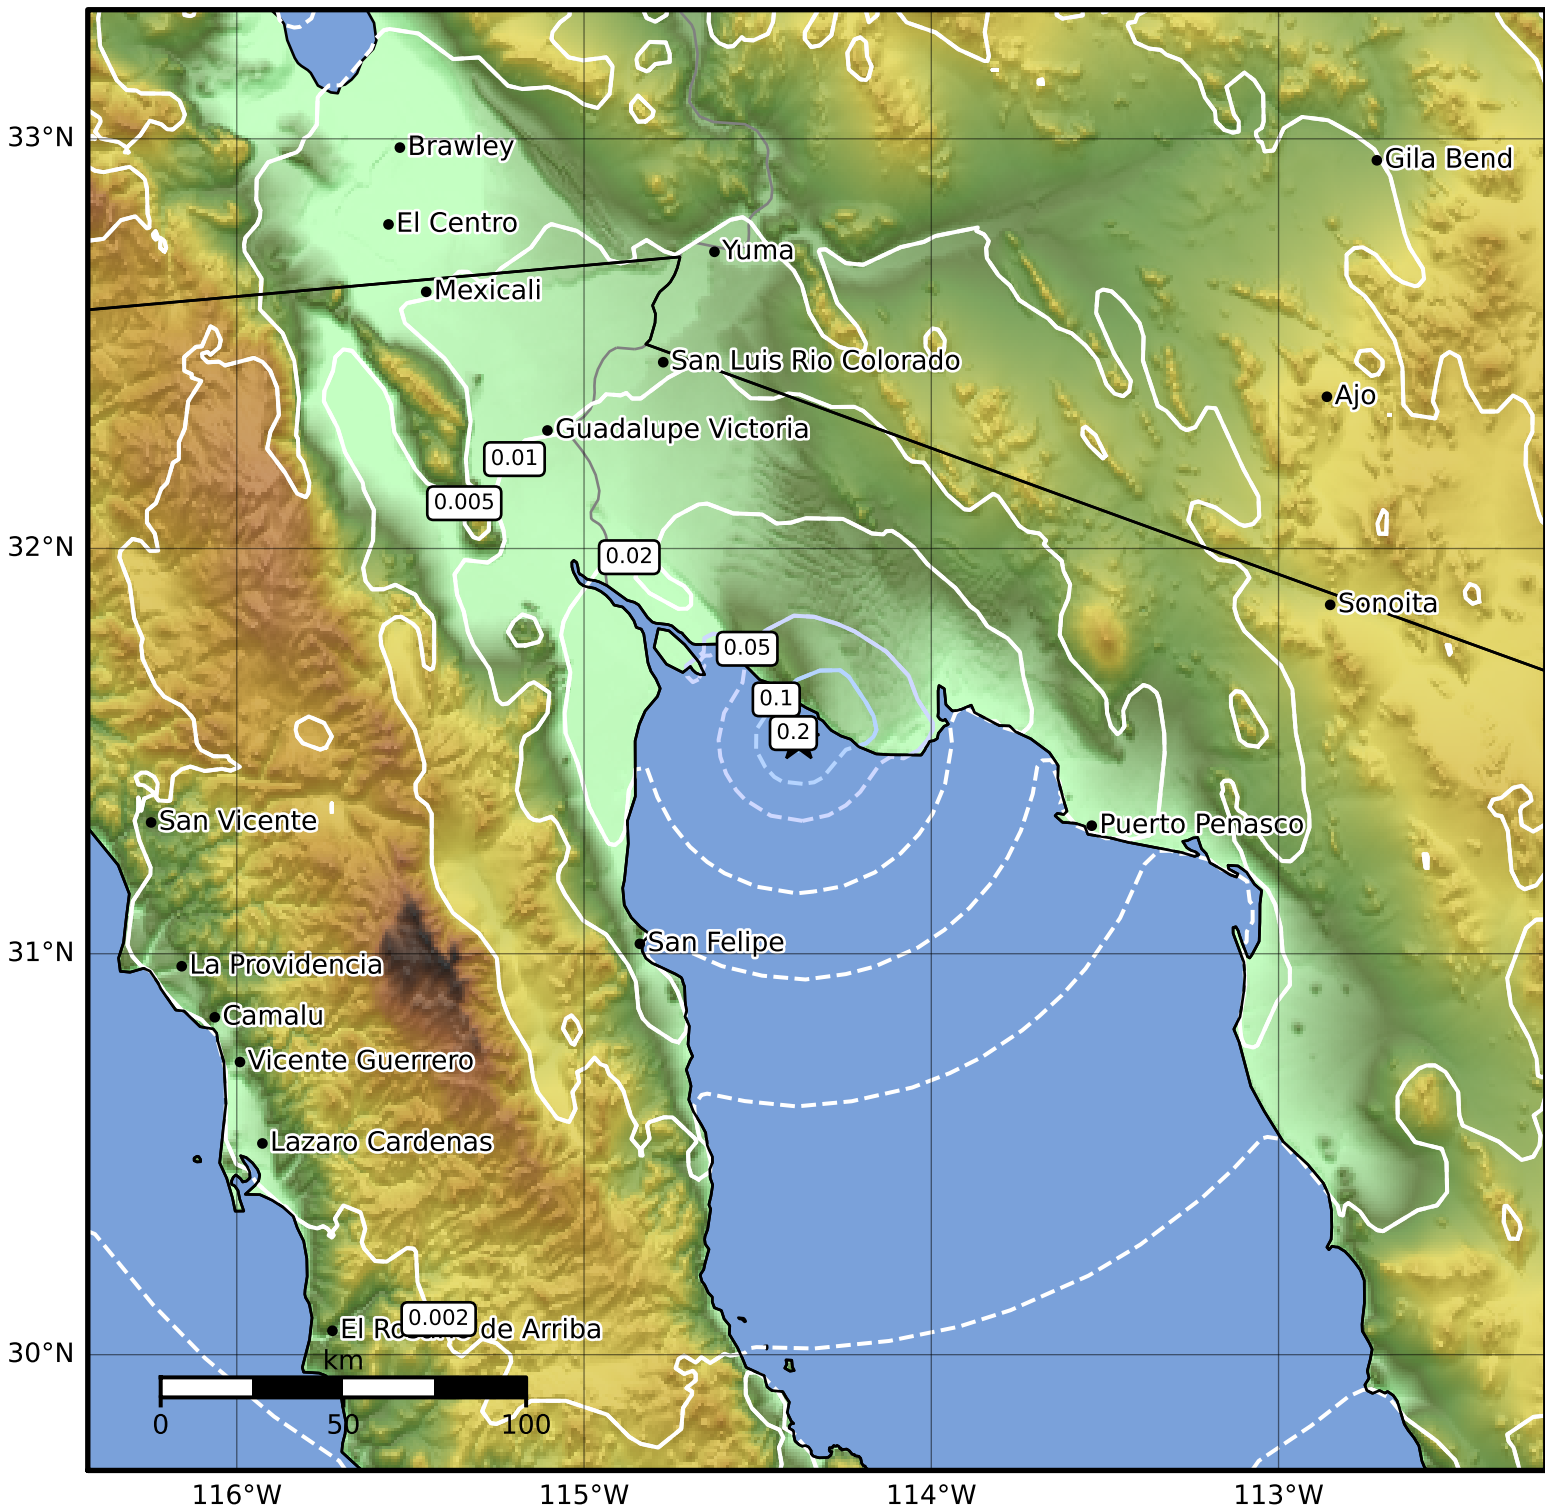 33°N
Brawley
Gila Bend
El Centro
Yuma
Mexicali
San Luis Rio Colorado
Ajo
Guadalupe Victoria
0.01
0.005
32°N
0.02
Sonoita
0.05
0.1
0.2
San Vicente
Puerto Penasco
31°N
San Felipe
La Providencia
Camalu
Vicente Guerrero
Lazaro Cardenas
0.002
El Rosario de Arriba
30°N
km
0 50 100
116°W 115°W 114°W 113°W